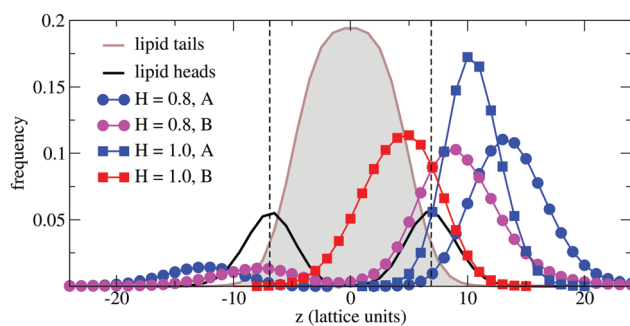 0.2
0.15
0.1
0.05
0
frequency
lipid tails
lipid heads
H = 0.8, A
H = 0.8, B
H = 1.0, A
H = 1.0, B
-20 -10 0 10 20
z (lattice units)